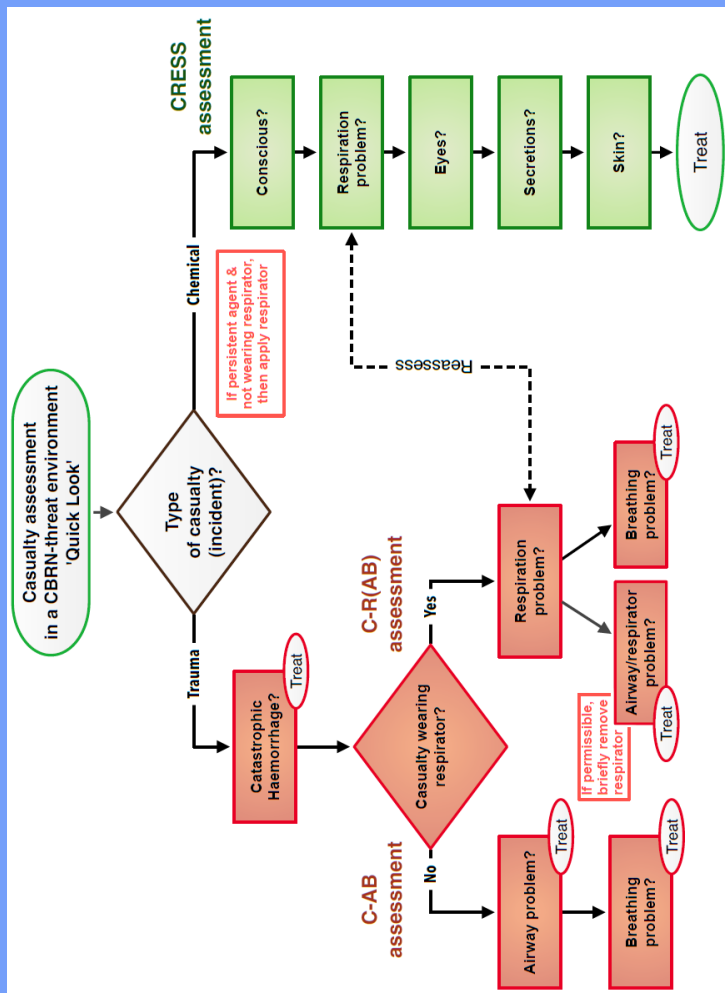 Casualty assessment
in a CBRN-threat environment
'Quick Look'
Type
of casualty
(incident)?
Trauma
Chemical
If persistent agent &
not wearing respirator,
then apply respirator
CRESS
assessment
Conscious?
Respiration
problem?
Eyes?
Secretions?
Skin?
Treat
Catastrophic
Haemorrhage?
Treat
Casualty wearing
respirator?
C-AB
assessment
No
Airway problem?
Treat
Breathing
problem?
Treat
C-R(AB)
assessment
Yes
Respiration
problem?
Reassess
If permissible,
briefly remove
respirator
Airway/respirator
problem?
Treat
Breathing
problem?
Treat